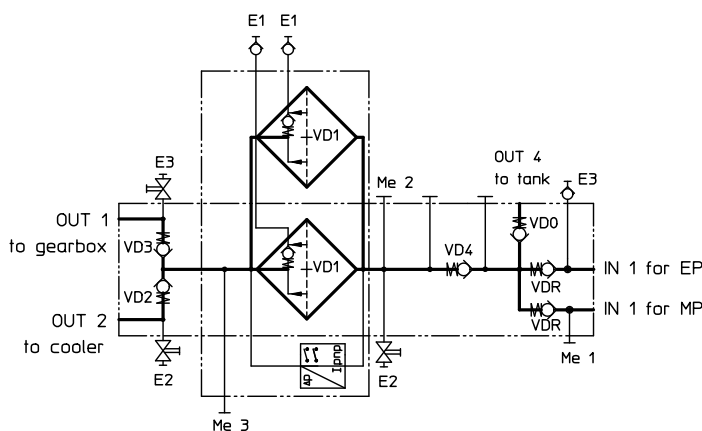 E1 E1
VD1
E3
OUT 4
to tank
Me 2
E3
OUT 1
to gearbox
VD3
VD0
VD4
VD1
IN 1 for EP
VD2
VDR
IN 1 for MP
OUT 2
to cooler
VDR
Me 1
E2
Δp
Ipnp
E2
Me 3